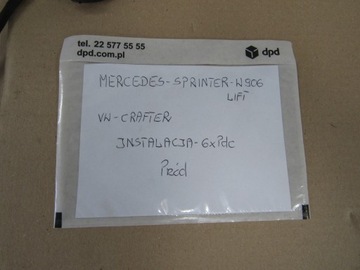 tel. 22 577 55 55
dpd.com.pl
dpd
MERCEDES-SPRINTER-W906
LIFT
VW-CRAFTER
INSTALACJA-6xPdc
Przód